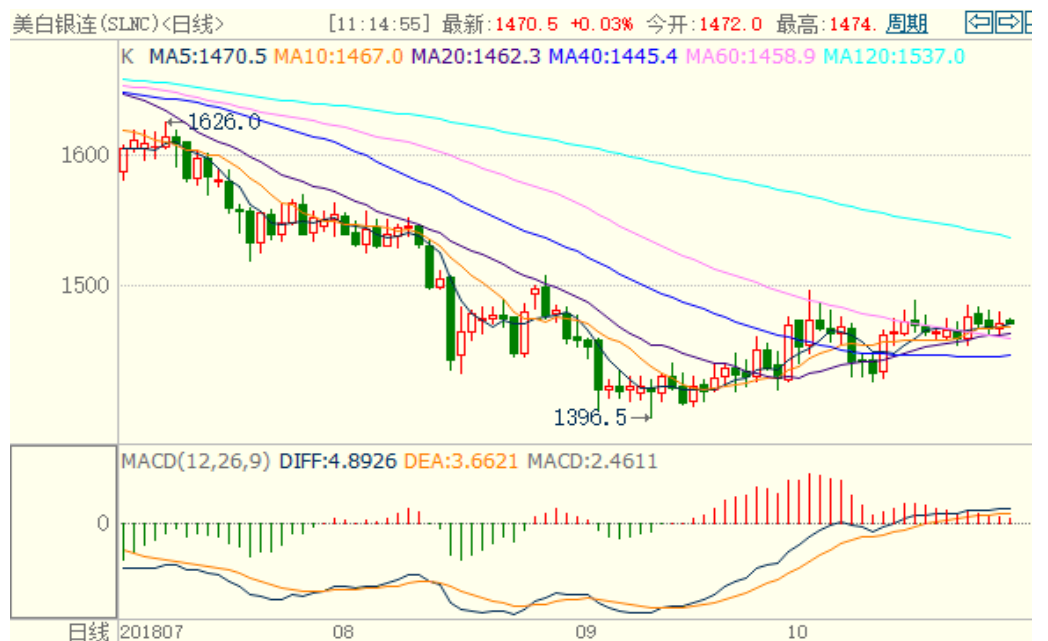 美白银连(SLNC)<日线> [11:14:55] 最新:1470.5 +0.03% 今开:1472.0 最高:1474. 周期
K MA5:1470.5 MA10:1467.0 MA20:1462.3 MA40:1445.4 MA60:1458.9 MA120:1537.0
1626.0
1600
1500
1396.5
MACD(12,26,9) DIFF:4.8926 DEA:3.6621 MACD:2.4611
0
日线 201807 08 09 10